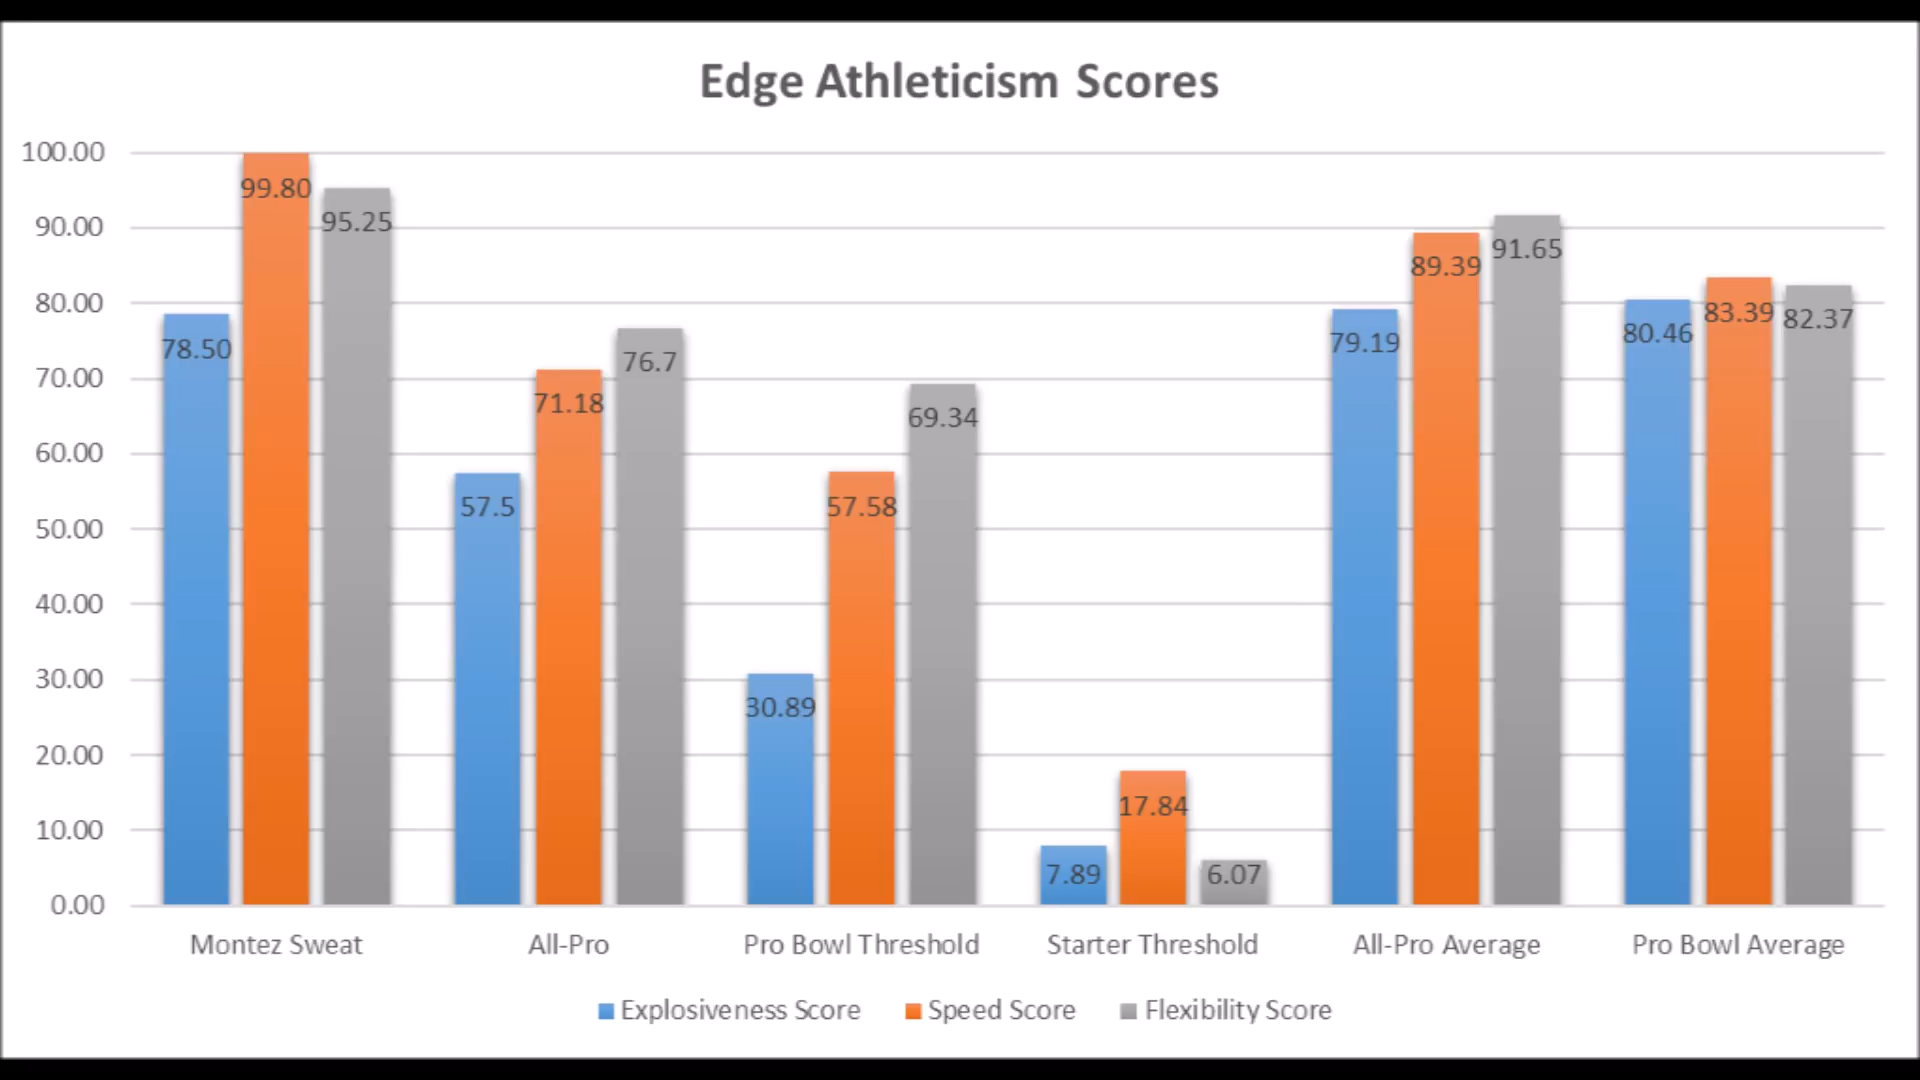 Edge Athleticism Scores
100.00
90.00
80.00
70.00
60.00
50.00
40.00
30.00
20.00
10.00
0.00
78.50
99.80
95.25
57.5
71.18
76.7
30.89
57.58
69.34
7.89
17.84
6.07
79.19
89.39
91.65
80.46
83.39
82.37
Montez Sweat
All-Pro
Pro Bowl Threshold
Starter Threshold
All-Pro Average
Pro Bowl Average
Explosiveness Score
Speed Score
Flexibility Score